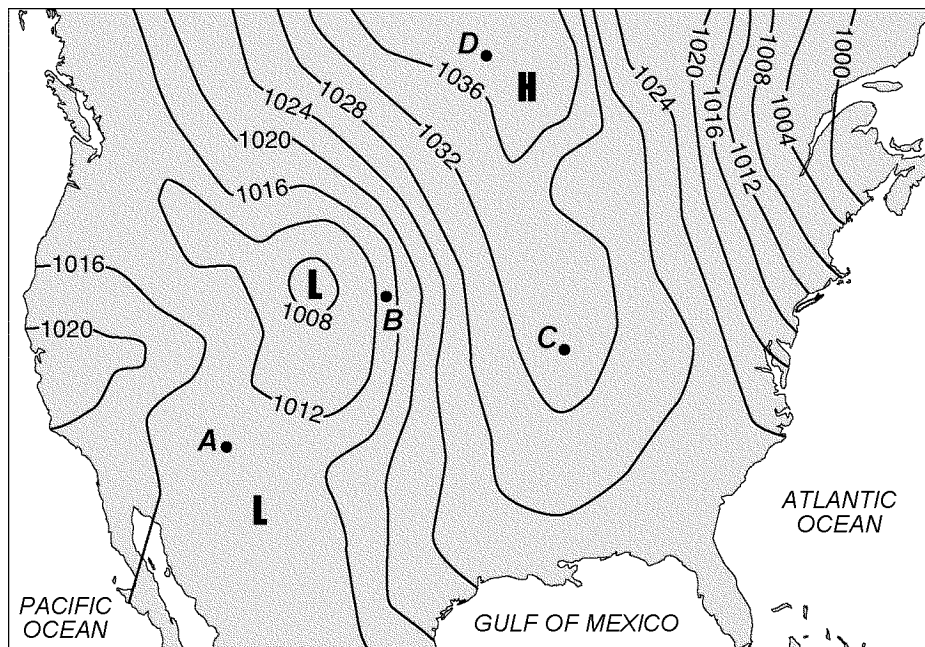 D
1036
H
1020
1008
1000
1024
1028
1024
1016
1004
1020
1032
1012
1016
1016
L
1008
B
1020
C
1012
A
L
ATLANTIC
OCEAN
PACIFIC
OCEAN
GULF OF MEXICO